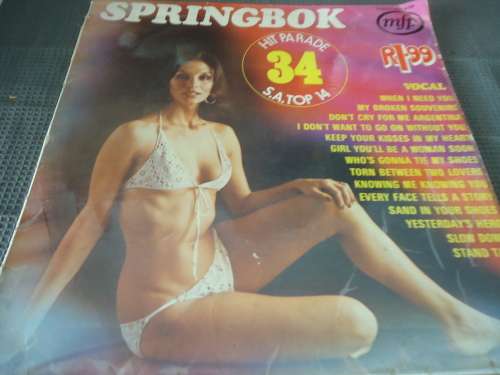 SPRINGBOK
HIT PARADE
34
S.A. TOP 14
mfp
R1·99
VOCAL
WHEN I NEED YOU
MY BROKEN SOUVENIRS
DON'T CRY FOR ME ARGENTINA
I DON'T WANT TO GO ON WITHOUT YOU
KEEP YOUR KISSES IN MY HEART
GIRL YOU'LL BE A WOMAN SOON
WHO'S GONNA TIE MY SHOES
TORN BETWEEN TWO LOVERS
KNOWING ME KNOWING YOU
EVERY FACE TELLS A STORY
SAND IN YOUR SHOES
YESTERDAY'S HERO
SLOW
STAND